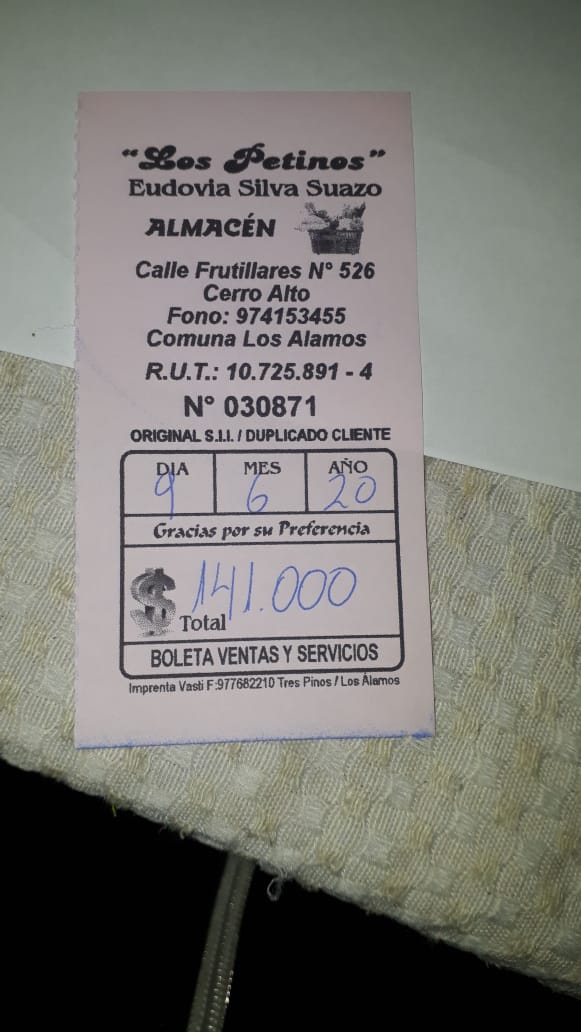 "Los Petinos"
Eudovia Silva Suazo
ALMACÉN
Calle Frutillares N° 526
Cerro Alto
Fono: 974153455
Comuna Los Alamos
R.U.T.: 10.725.891 - 4
N° 030871
ORIGINAL S.I.I. / DUPLICADO CLIENTE
DIA MES AÑO
9 6 20
Gracias por su Preferencia
$ 141.000
Total
BOLETA VENTAS Y SERVICIOS
Imprenta Vasti F:977682210 Tres Pinos / Los Álamos